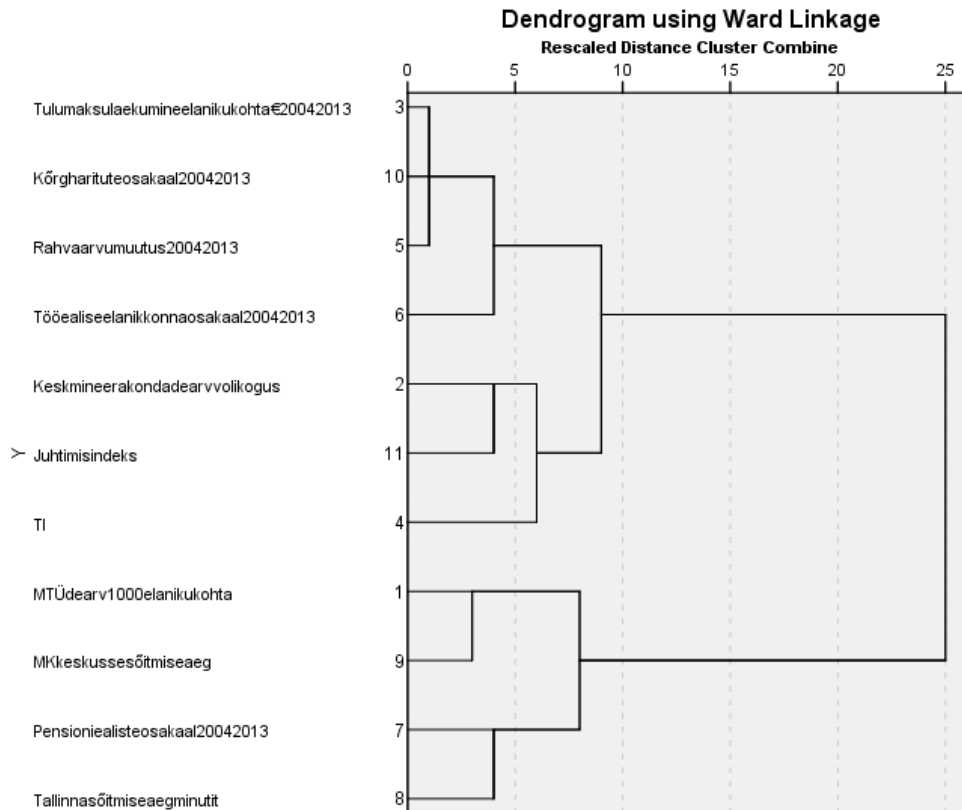 Dendrogram using Ward Linkage
Rescaled Distance Cluster Combine
0 5 10 15 20 25
Tulumaksulaekumineelanikukohta€20042013 3
Kõrgharituteosakaal20042013 10
Rahvaarvumuutus20042013 5
Tööealiseelanikkonnaosakaal20042013 6
Keskmineerakondadearvvolikogus 2
Y Juhtimisindeks 11
TI 4
MTÜdearv1000elanikukohta 1
MKkeskussesõitmiseaeg 9
Pensioniealisteosakaal20042013 7
Tallinnasõitmiseaegminutit 8